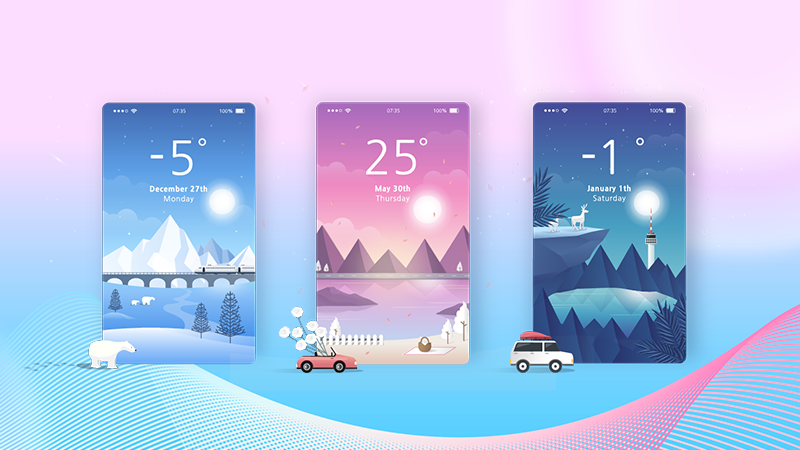 07:35 100%
-5°
December 27th
Monday
07:35 100%
25°
May 30th
Thursday
07:35 100%
-1°
January 1th
Saturday